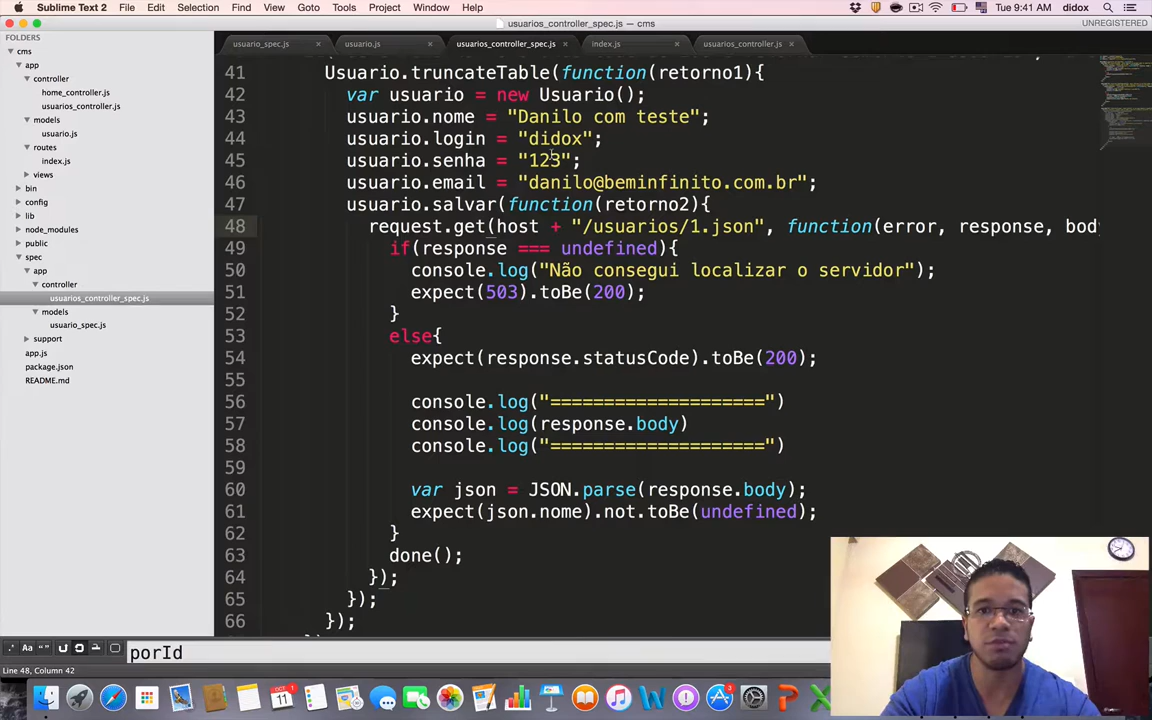 Sublime Text 2 File Edit Selection Find View Goto Tools Project Window Help Tue 9:41 AM didox
usuarios_controller_spec.js — cms
UNREGISTERED
FOLDERS
cms
app
controller
home_controller.js
usuarios_controller.js
models
usuario.js
routes
index.js
views
bin
config
lib
node_modules
public
spec
app
controller
usuarios_controller_spec.js
models
usuario_spec.js
support
app.js
package.json
README.md
usuario_spec.js × usuario.js × usuarios_controller_spec.js × index.js × usuarios_controller.js ×
41 Usuario.truncateTable(function(retorno1){
42 var usuario = new Usuario();
43 usuario.nome = "Danilo com teste";
44 usuario.login = "didox";
45 usuario.senha = "123";
46 usuario.email = "danilo@beminfinito.com.br";
47 usuario.salvar(function(retorno2){
48 request.get(host + "/usuarios/1.json", function(error, response, body
49 if(response === undefined){
50 console.log("Não consegui localizar o servidor");
51 expect(503).toBe(200);
52 }
53 else{
54 expect(response.statusCode).toBe(200);
55
56 console.log("====================")
57 console.log(response.body)
58 console.log("====================")
59
60 var json = JSON.parse(response.body);
61 expect(json.nome).not.toBe(undefined);
62 }
63 done();
64 });
65 });
66 });
porId
Line 48, Column 42